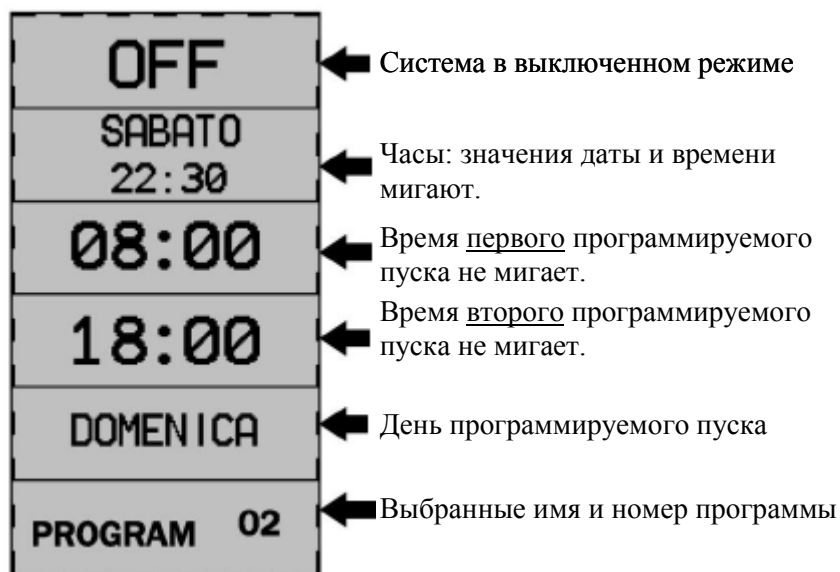 OFF
Система в выключенном режиме
SABATO
22:30
Часы: значения даты и времени
мигают.
08:00
Время первого программируемого
пуска не мигает.
18:00
Время второго программируемого
пуска не мигает.
DOMENICA
День программируемого пуска
PROGRAM 02
Выбранные имя и номер программы